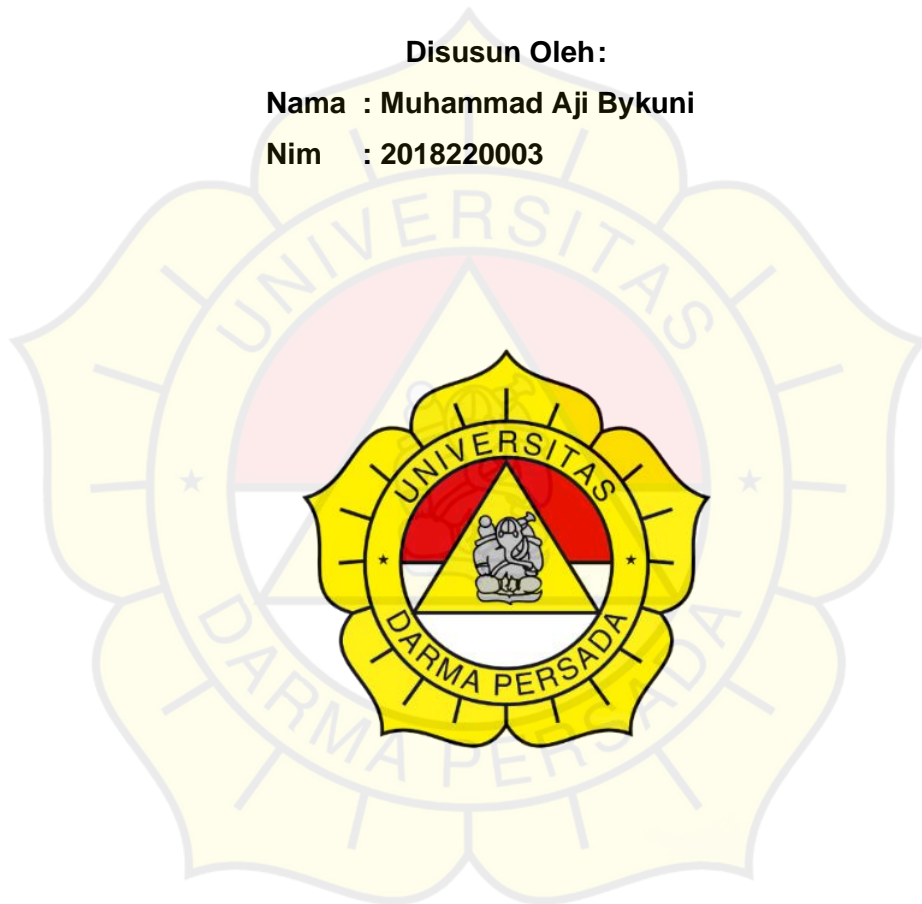 Disusun Oleh:
Nama : Muhammad Aji Bykuni
Nim : 2018220003
UNIVERSITAS
DARMA PERSADA
UNIVERSITAS
DARMA PERSADA